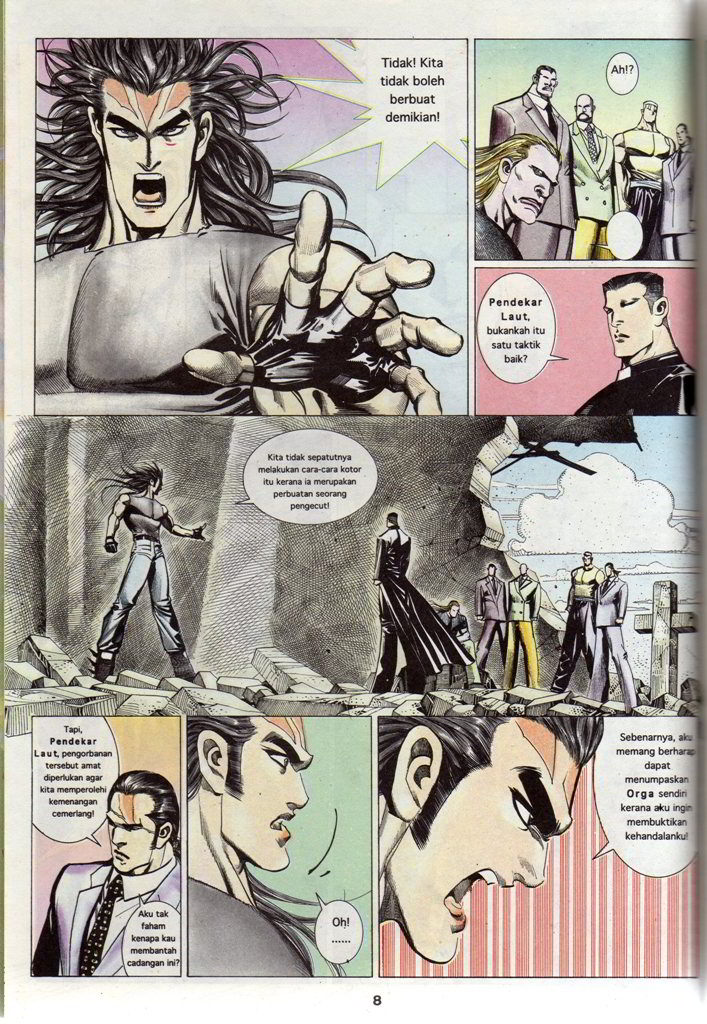 Tidak! Kita
tidak boleh
berbuat
demikian!
Ah!?
Pendekar
Laut,
bukankah itu
satu taktik
baik?
Kita tidak sepatutnya
melakukan cara-cara kotor
itu kerana ia merupakan
perbuatan seorang
pengecut!
Tapi,
Pendekar
Laut, pengorbanan
tersebut amat
diperlukan agar
kita memperolehi
kemenangan
cemerlang!
Aku tak
faham
kenapa kau
membantah
cadangan ini?
Oh!
......
Sebenarnya, aku
memang berharap
dapat
menumpaskan
Orga sendiri
kerana aku ingin
membuktikan
kehandalanku!
8